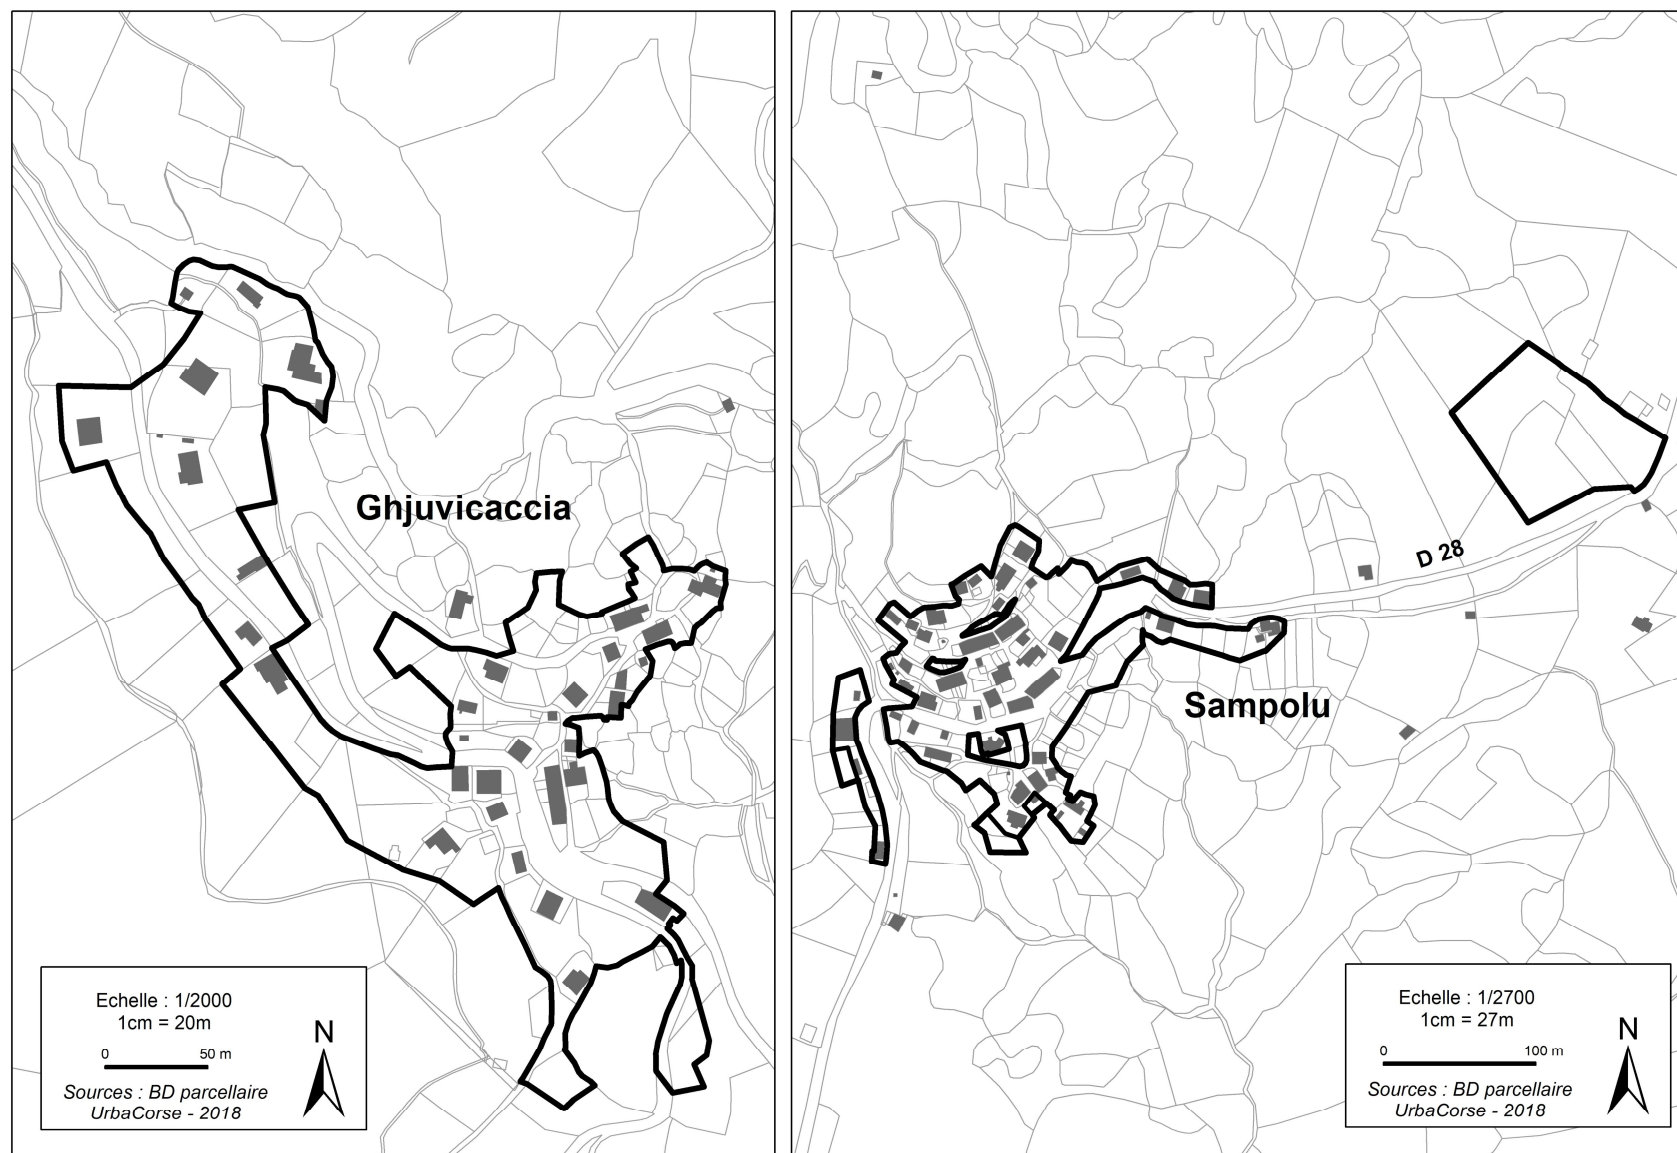 Ghjuvicaccia
Echelle : 1/2000
1cm = 20m
0 50 m
Sources : BD parcellaire
UrbaCorse - 2018
N
D 28
Sampolu
Echelle : 1/2700
1cm = 27m
0 100 m
Sources : BD parcellaire
UrbaCorse - 2018
N